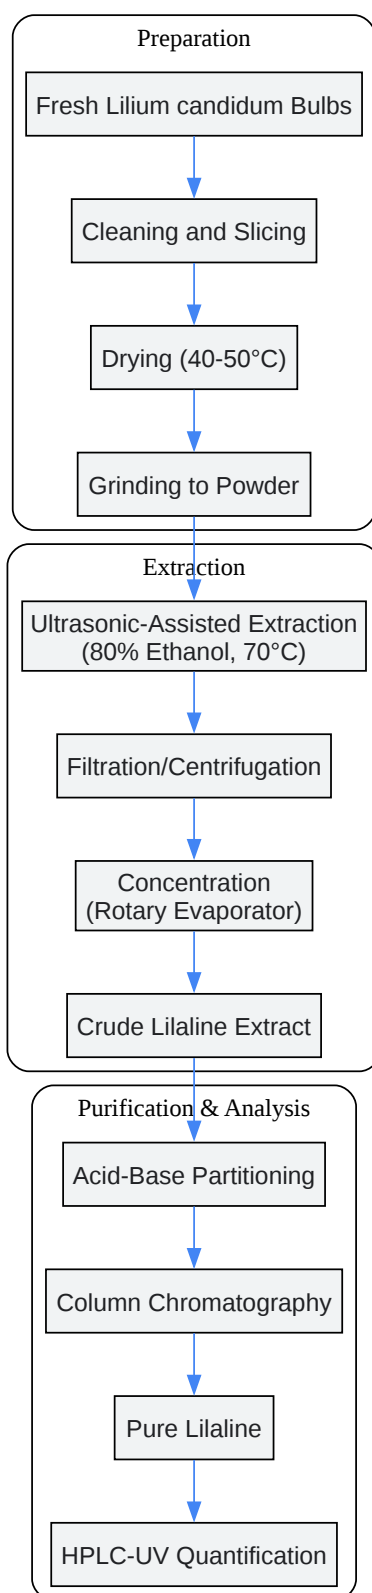 Preparation
Fresh Lilium candidum Bulbs
Cleaning and Slicing
Drying (40-50°C)
Grinding to Powder
Extraction
Ultrasonic-Assisted Extraction
(80% Ethanol, 70°C)
Filtration/Centrifugation
Concentration
(Rotary Evaporator)
Crude Lilaline Extract
Purification & Analysis
Acid-Base Partitioning
Column Chromatography
Pure Lilaline
HPLC-UV Quantification